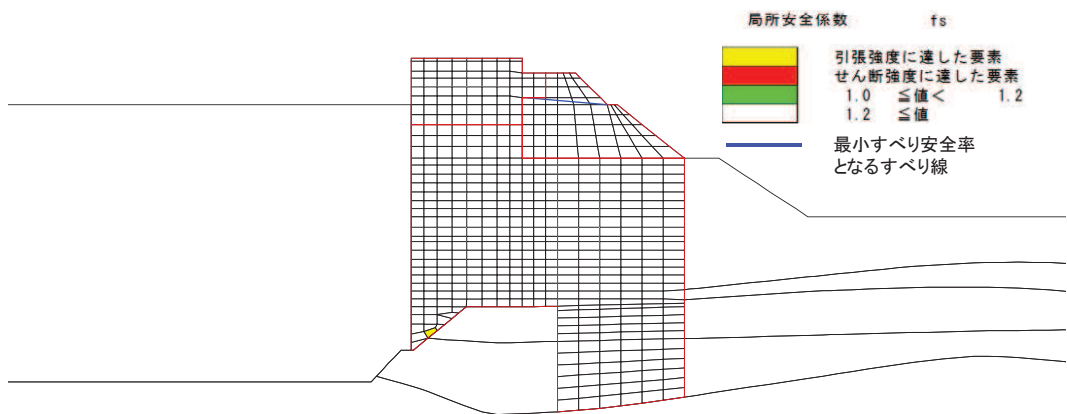 局所安全係数 fs
引張強度に達した要素
せん断強度に達した要素
1.0 ≦値< 1.2
1.2 ≦値
最小すべり安全率
となるすべり線